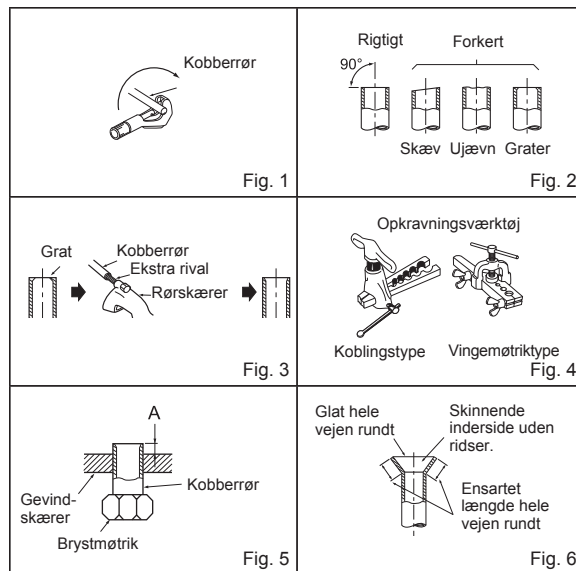 Kobberrør
Fig. 1
Rigtigt
Forkert
90°
Skæv Ujævn Grater
Fig. 2
Grat
Kobberrør
Ekstra rival
Rørskærer
Fig. 3
Opkravningsværktøj
Koblingstype
Vingemøtriktype
Fig. 4
A
Kobberrør
Gevind-
skærer
Brystmøtrik
Fig. 5
Glat hele
vejen rundt
Skinnende
inderside uden
ridser.
Ensartet
længde hele
vejen rundt
Fig. 6